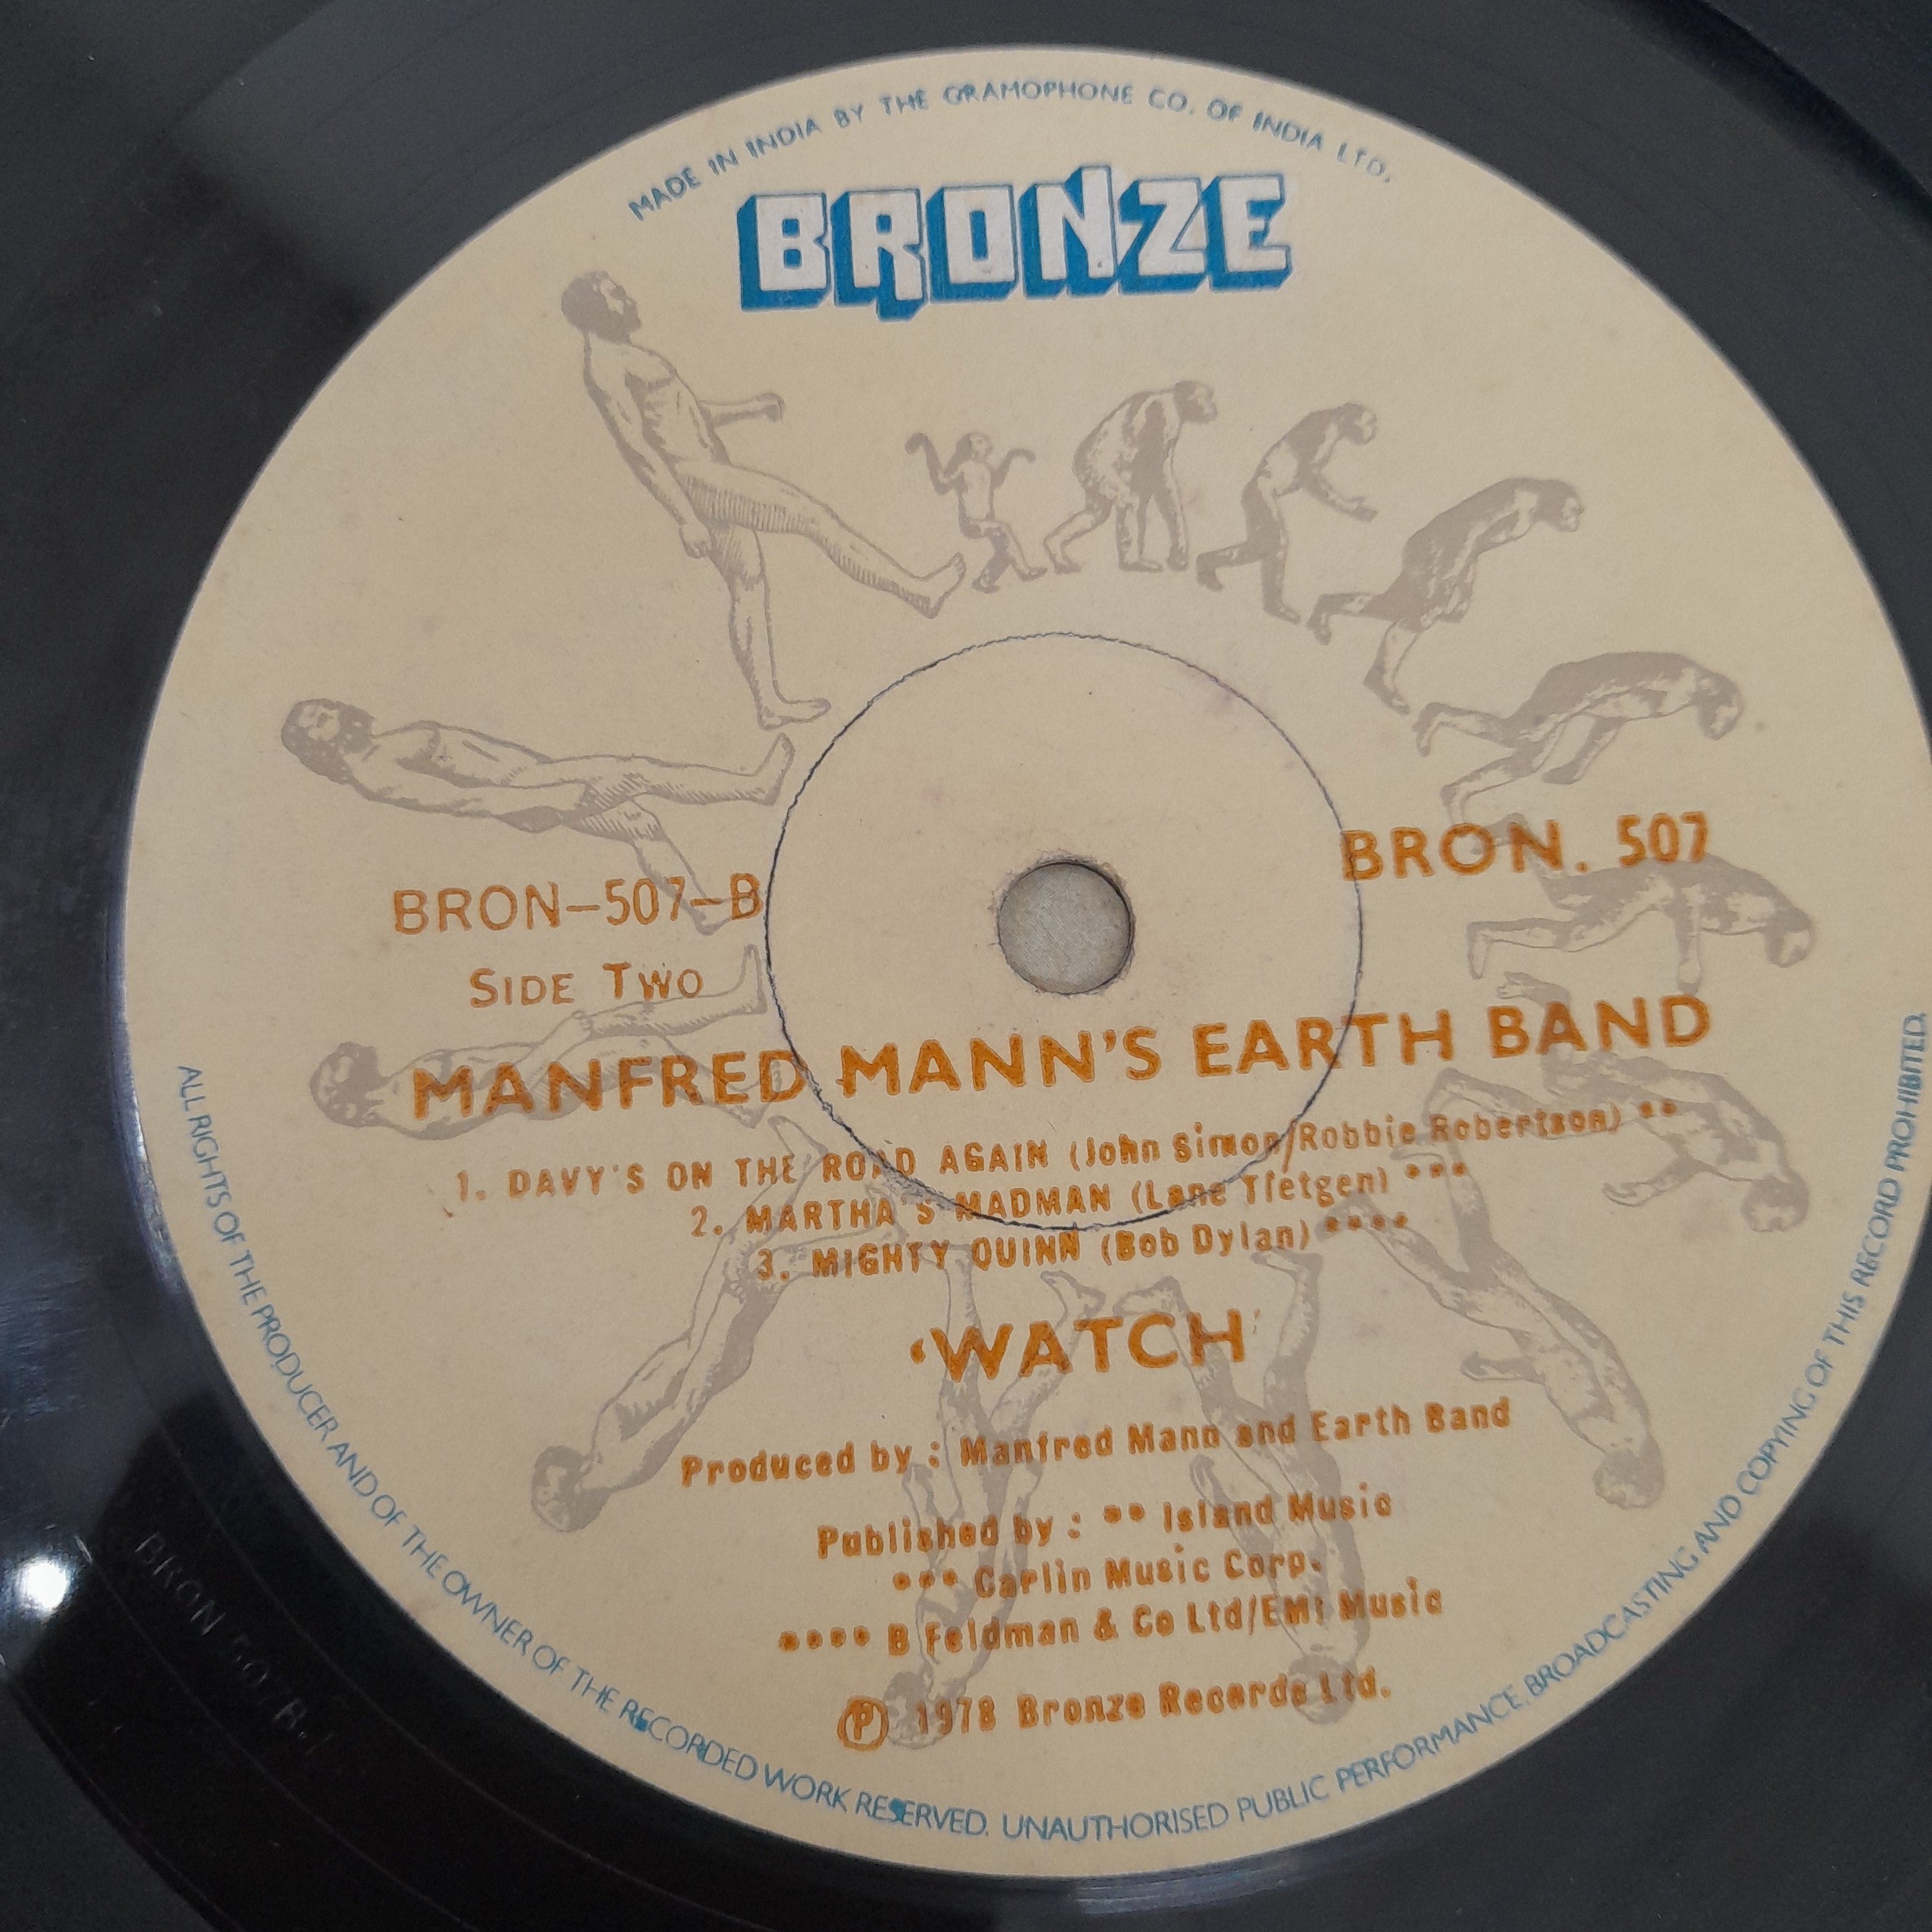 MADE IN INDIA BY THE GRAMOPHONE CO. OF INDIA LTD.
BRONZE
BRON. 507
BRON-507-B
SIDE TWO
MANFRED MANN'S EARTH BAND
1. DAVY'S ON THE ROAD AGAIN (John Simon/Robbie Robertson) **
2. MARTHA'S MADMAN (Lane Tietgen) ***
3. MIGHTY QUINN (Bob Dylan) ****
'WATCH'
Produced by : Manfred Mann and Earth Band
Published by : ** Island Music
*** Carlin Music Corp.
**** B Feldman & Co Ltd/EMI Music
Ⓟ 1978 Bronze Records Ltd.
ALL RIGHTS OF THE PRODUCER AND OF THE OWNER OF THE RECORDED WORK RESERVED. UNAUTHORISED PUBLIC PERFORMANCE. BROADCASTING AND COPYING OF THIS RECORD PROHIBITED.
BRON 507B